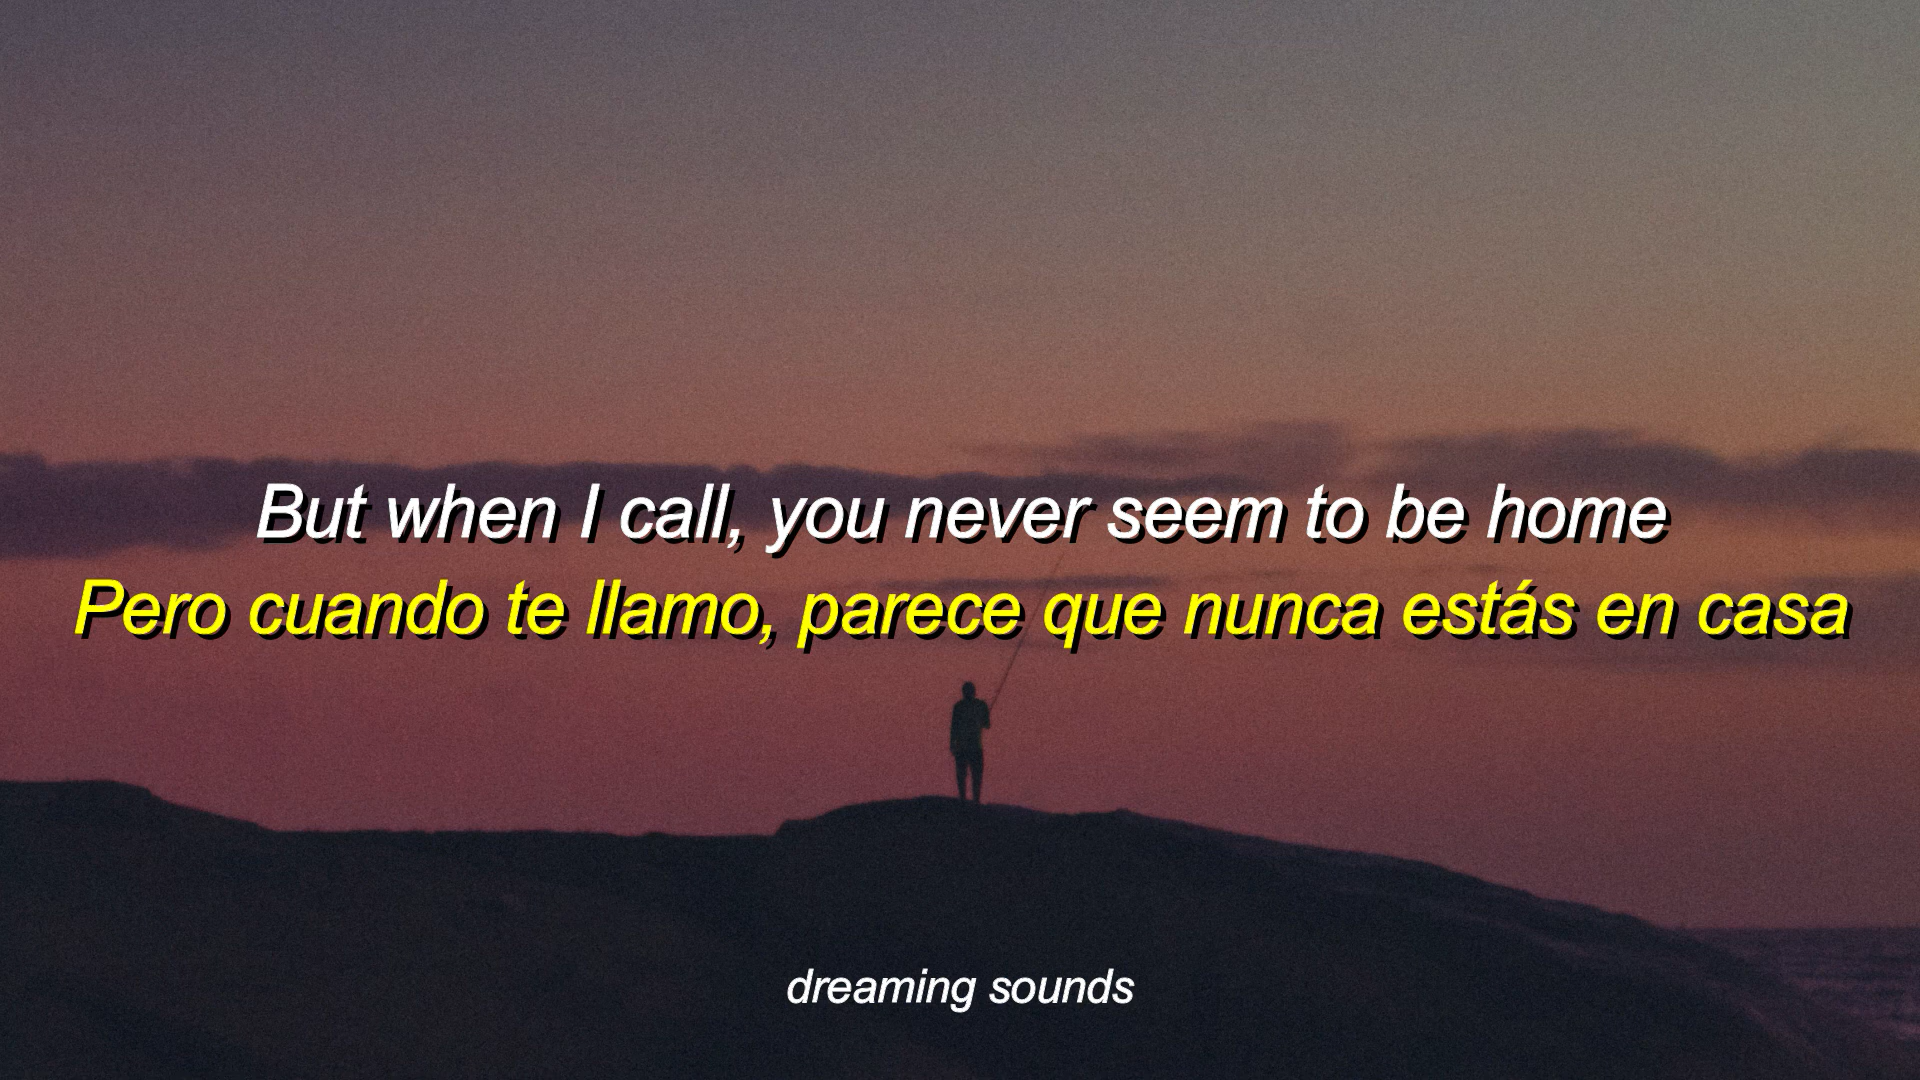 But when I call, you never seem to be home
Pero cuando te llamo, parece que nunca estás en casa
dreaming sounds